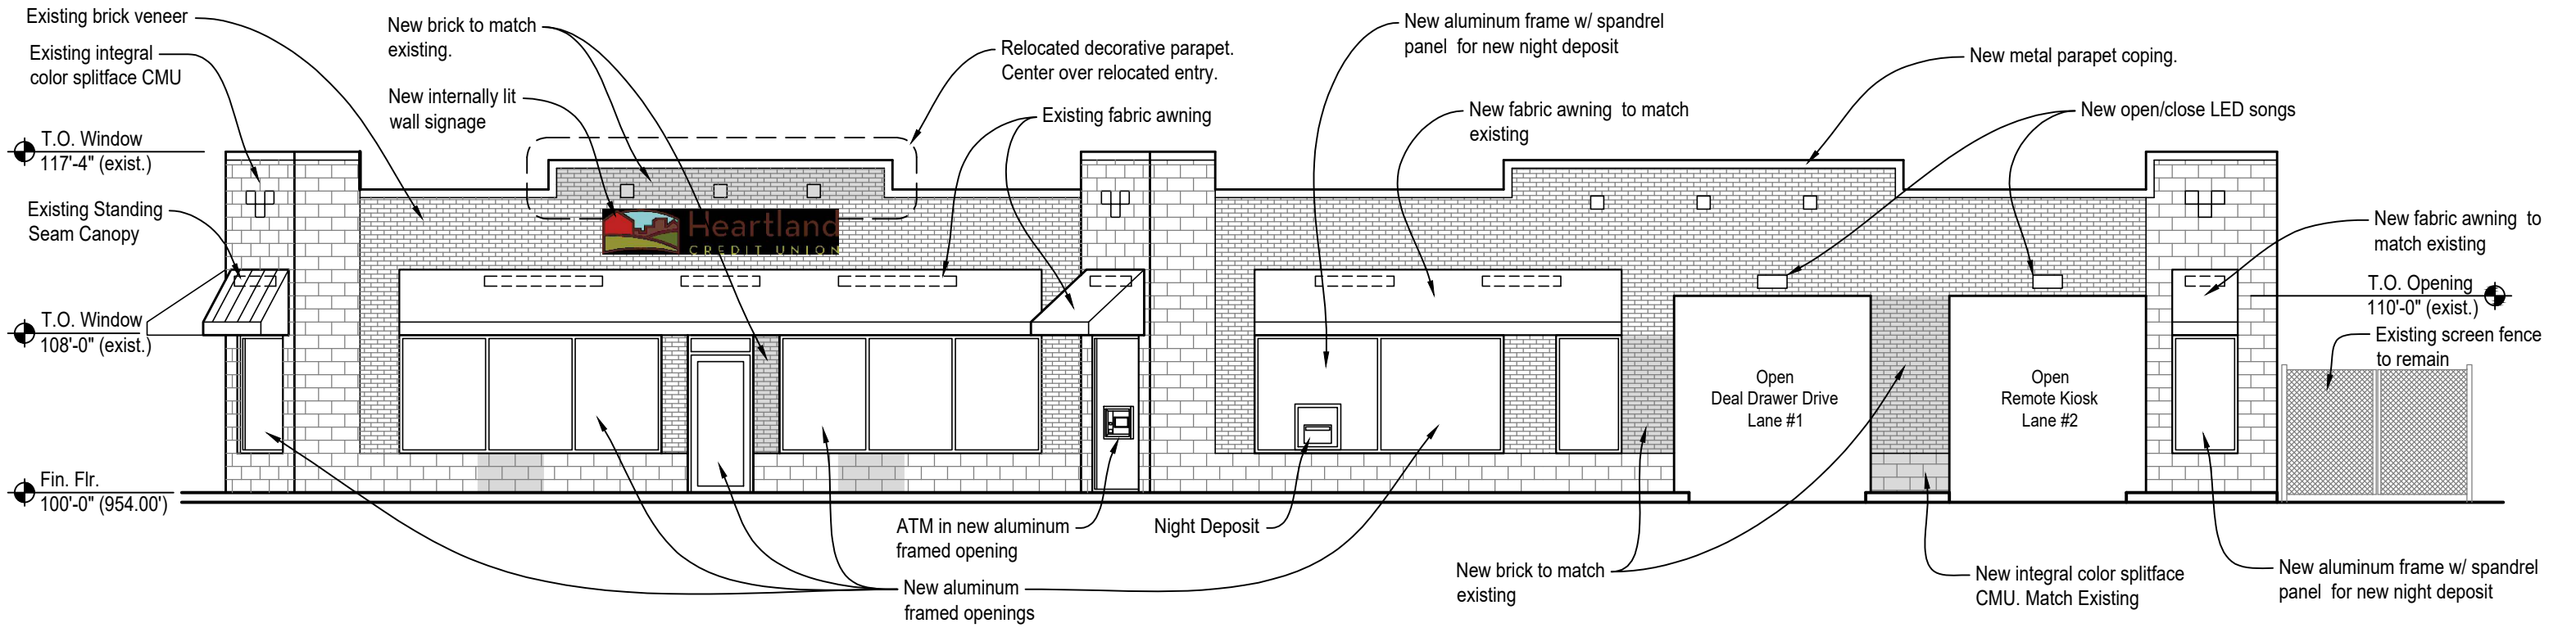 Existing brick veneer
Existing integral
color splitface CMU
T.O. Window
117'-4" (exist.)
Existing Standing
Seam Canopy
T.O. Window
108'-0" (exist.)
Fin. Flr.
100'-0" (954.00')
New brick to match
existing.
New internally lit
wall signage
Relocated decorative parapet.
Center over relocated entry.
Existing fabric awning
Heartland
CREDIT UNION
New aluminum frame w/ spandrel
panel for new night deposit
New fabric awning to match
existing
New metal parapet coping.
New open/close LED songs
New fabric awning to
match existing
T.O. Opening
110'-0" (exist.)
Existing screen fence
to remain
Open
Deal Drawer Drive
Lane #1
Open
Remote Kiosk
Lane #2
ATM in new aluminum
framed opening
Night Deposit
New aluminum
framed openings
New brick to match
existing
New integral color splitface
CMU. Match Existing
New aluminum frame w/ spandrel
panel for new night deposit